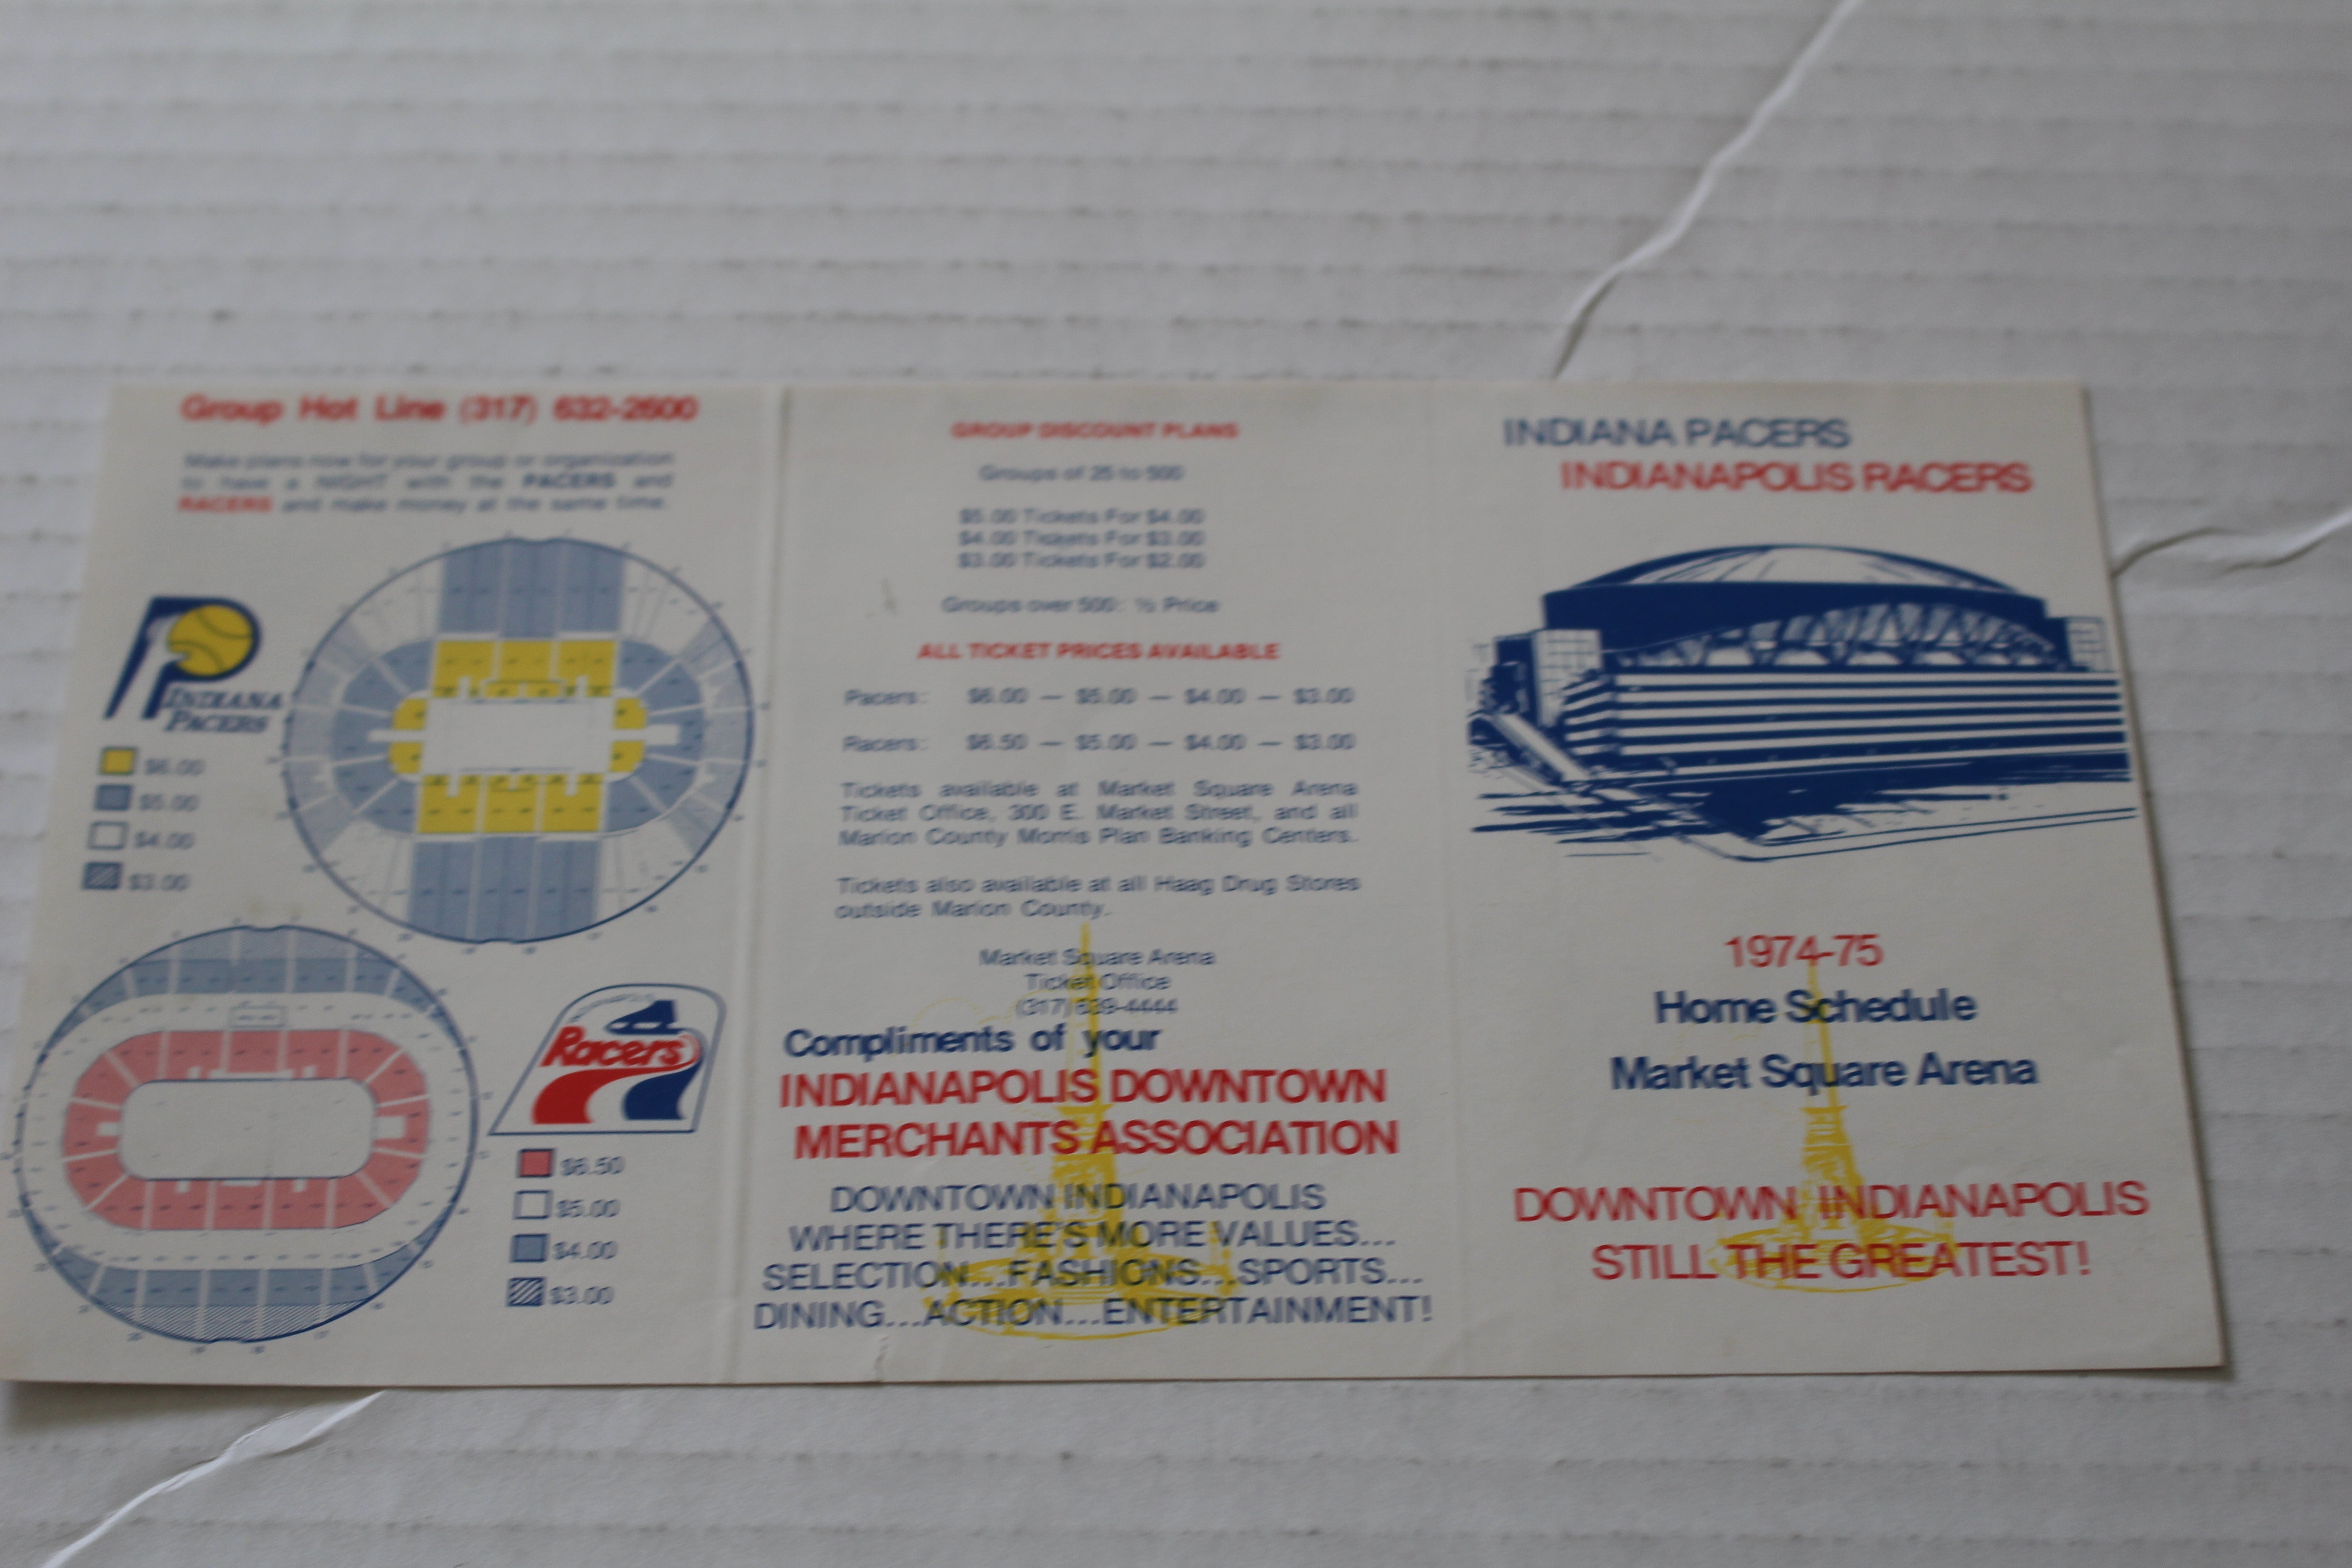 Group Hot Line (317) 632-2600
Make plans now for your group or organization
to have a NIGHT with the PACERS and
RACERS and make money at the same time.
INDIANA
PACERS
$6.00
$5.00
$4.00
$3.00
Racers
$6.50
$5.00
$4.00
$3.00
GROUP DISCOUNT PLANS
Groups of 25 to 500
$5.00 Tickets For $4.00
$4.00 Tickets For $3.00
$3.00 Tickets For $2.00
Groups over 500: ½ Price
ALL TICKET PRICES AVAILABLE
Pacers: $6.00 — $5.00 — $4.00 — $3.00
Racers: $6.50 — $5.00 — $4.00 — $3.00
Tickets available at Market Square Arena
Ticket Office, 300 E. Market Street, and all
Marion County Morris Plan Banking Centers.
Tickets also available at all Haag Drug Stores
outside Marion County.
Market Square Arena
Ticket Office
(317) 639-4444
Compliments of your
INDIANAPOLIS DOWNTOWN
MERCHANTS ASSOCIATION
DOWNTOWN INDIANAPOLIS
WHERE THERE'S MORE VALUES...
SELECTION...FASHIONS...SPORTS...
DINING...ACTION...ENTERTAINMENT!
INDIANA PACERS
INDIANAPOLIS RACERS
1974-75
Home Schedule
Market Square Arena
DOWNTOWN INDIANAPOLIS
STILL THE GREATEST!